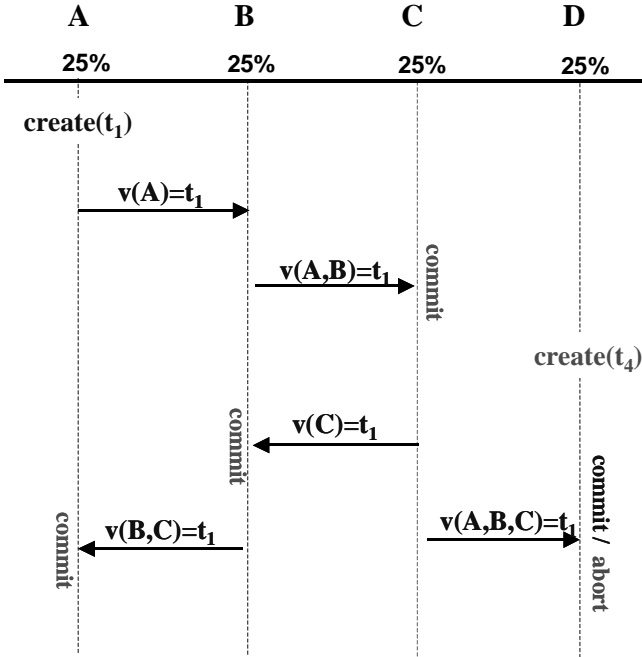 A B C D
25% 25% 25% 25%
create(t₁)
v(A)=t₁
v(A,B)=t₁
commit
create(t₄)
v(C)=t₁
commit
v(B,C)=t₁
commit
v(A,B,C)=t₁
commit / abort